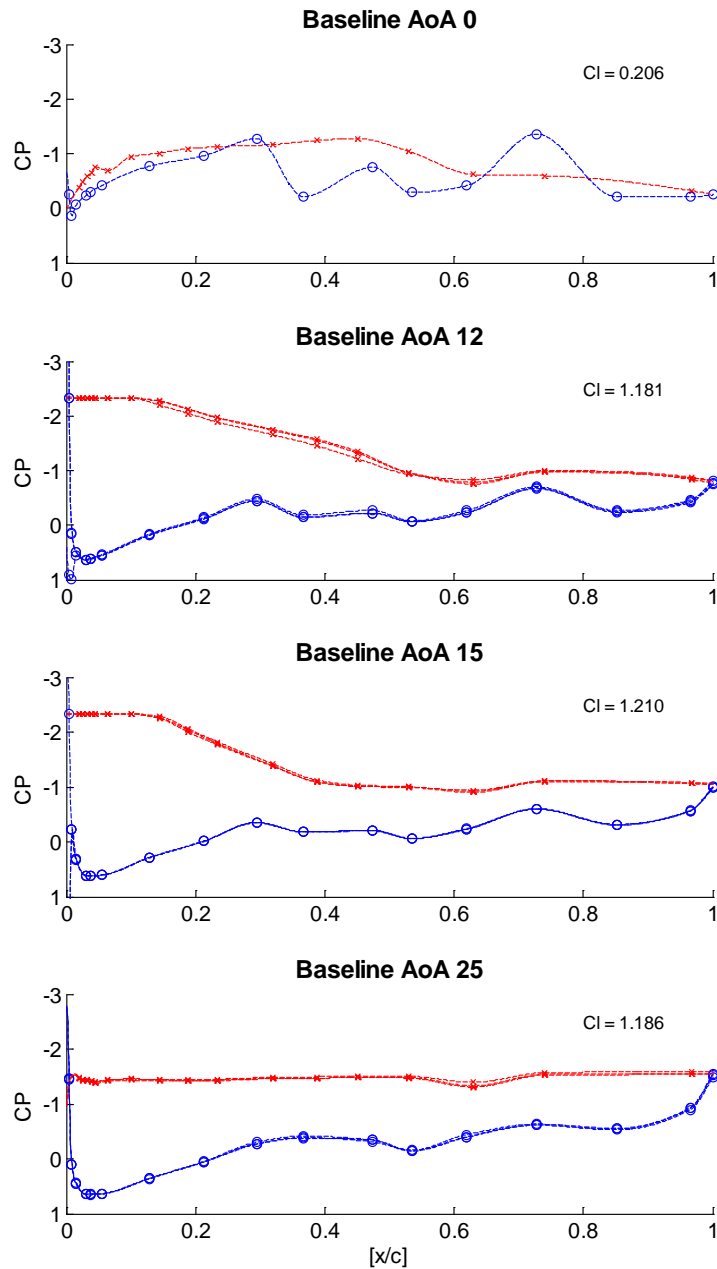 Baseline AoA 0
-3
Cl = 0.206
-2
-1
CP
0
1
0 0.2 0.4 0.6 0.8 1
Baseline AoA 12
-3
Cl = 1.181
-2
-1
CP
0
1
0 0.2 0.4 0.6 0.8 1
Baseline AoA 15
-3
Cl = 1.210
-2
-1
CP
0
1
0 0.2 0.4 0.6 0.8 1
Baseline AoA 25
-3
Cl = 1.186
-2
-1
CP
0
1
0 0.2 0.4 0.6 0.8 1
[x/c]